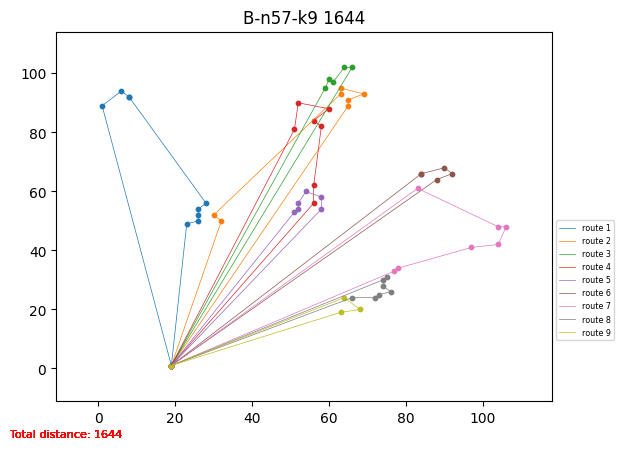 B-n57-k9 1644
100
80
60
40
20
0
0 20 40 60 80 100
route 1
route 2
route 3
route 4
route 5
route 6
route 7
route 8
route 9
Total distance: 1644